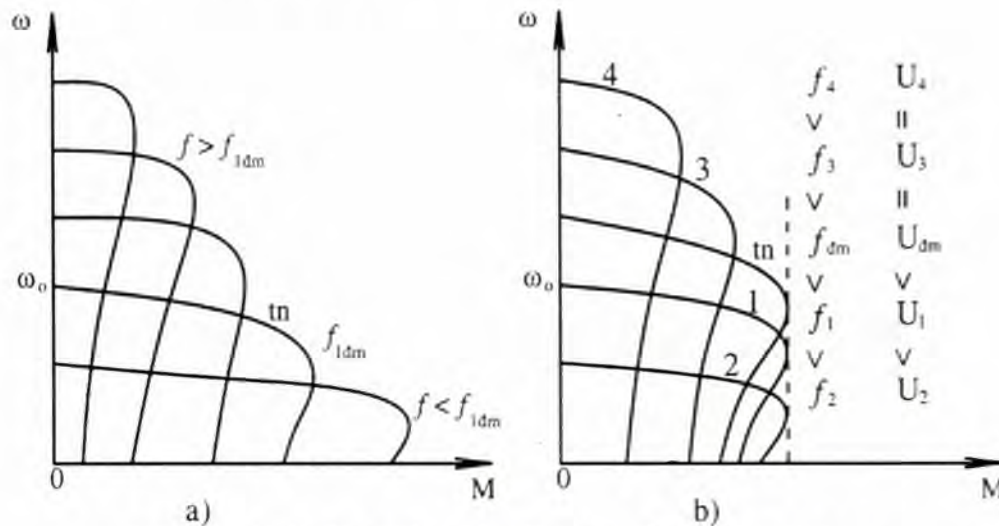 ω
f > f₁đm
ω₀
tn
f₁đm
f < f₁đm
0
M
a)
ω
4
3
tn
ω₀
1
2
0
M
b)
f₄ U₄
∨ =
f₃ U₃
∨ =
fđm Uđm
∨ ∨
f₁ U₁
∨ ∨
f₂ U₂